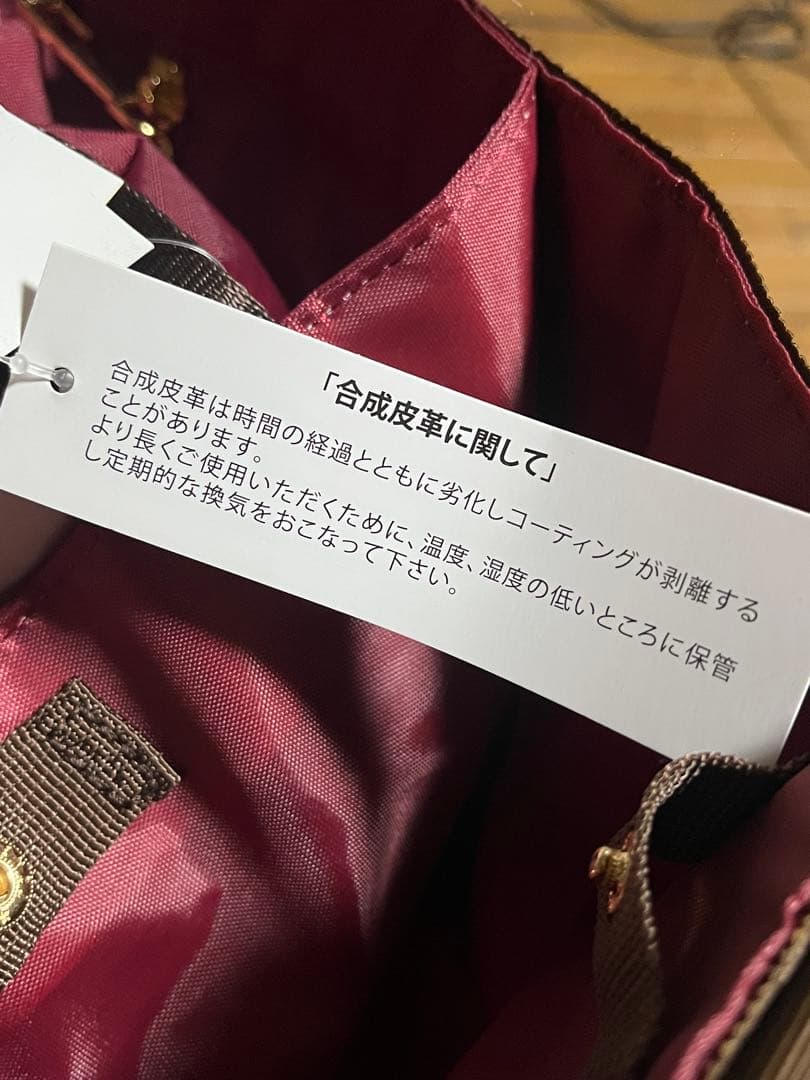 「合成皮革に関して」
合成皮革は時間の経過とともに劣化しコーティングが剥離する
ことがあります。
より長くご使用いただくために、温度、湿度の低いところに保管
し定期的な換気をおこなって下さい。